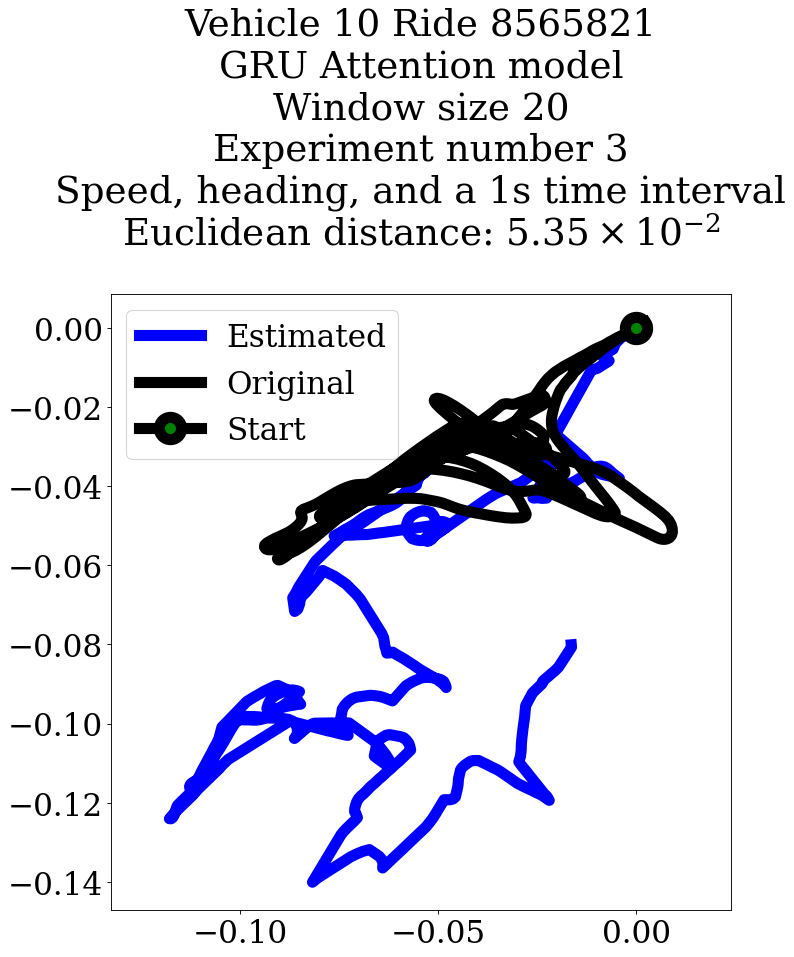 Vehicle 10 Ride 8565821
GRU Attention model
Window size 20
Experiment number 3
Speed, heading, and a 1s time interval
Euclidean distance: 5.35 × 10⁻²
Estimated
Original
Start
0.00
−0.02
−0.04
−0.06
−0.08
−0.10
−0.12
−0.14
−0.10
−0.05
0.00